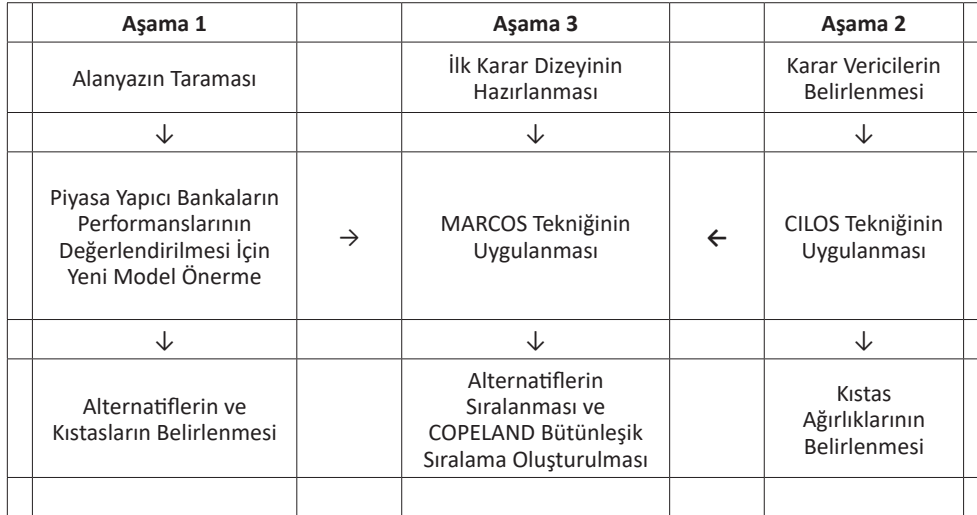 Aşama 1
Aşama 3
Aşama 2
Alanyazın Taraması
İlk Karar Dizeyinin
Hazırlanması
Karar Vericilerin
Belirlenmesi
↓
↓
↓
Piyasa Yapıcı Bankaların
Performanslarının
Değerlendirilmesi İçin
Yeni Model Önerme
→
MARCOS Tekniğinin
Uygulanması
←
CILOS Tekniğinin
Uygulanması
↓
↓
↓
Alternatiflerin ve
Kıstasların Belirlenmesi
Alternatiflerin
Sıralanması ve
COPELAND Bütünleşik
Sıralama Oluşturulması
Kıstas
Ağırlıklarının
Belirlenmesi